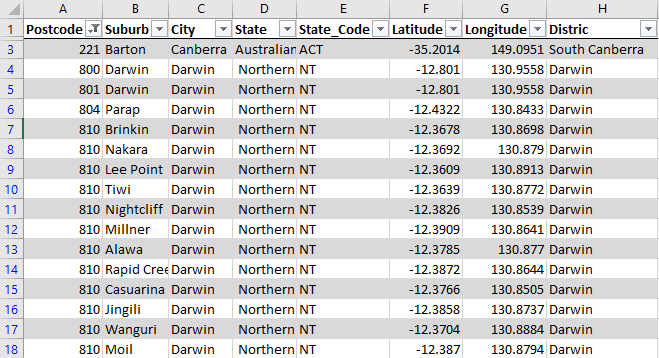 A B C D E F G H
1 Postcode Suburb City State State_Code Latitude Longitude Distric
3 221 Barton Canberra Australian ACT -35.2014 149.0951 South Canberra
4 800 Darwin Darwin Northern NT -12.801 130.9558 Darwin
5 801 Darwin Darwin Northern NT -12.801 130.9558 Darwin
6 804 Parap Darwin Northern NT -12.4322 130.8433 Darwin
7 810 Brinkin Darwin Northern NT -12.3678 130.8698 Darwin
8 810 Nakara Darwin Northern NT -12.3692 130.879 Darwin
9 810 Lee Point Darwin Northern NT -12.3609 130.8913 Darwin
10 810 Tiwi Darwin Northern NT -12.3639 130.8772 Darwin
11 810 Nightcliff Darwin Northern NT -12.3826 130.8539 Darwin
12 810 Millner Darwin Northern NT -12.3909 130.8641 Darwin
13 810 Alawa Darwin Northern NT -12.3785 130.877 Darwin
14 810 Rapid Cree Darwin Northern NT -12.3872 130.8644 Darwin
15 810 Casuarina Darwin Northern NT -12.3766 130.8505 Darwin
16 810 Jingili Darwin Northern NT -12.3858 130.8737 Darwin
17 810 Wanguri Darwin Northern NT -12.3704 130.8884 Darwin
18 810 Moil Darwin Northern NT -12.387 130.8794 Darwin